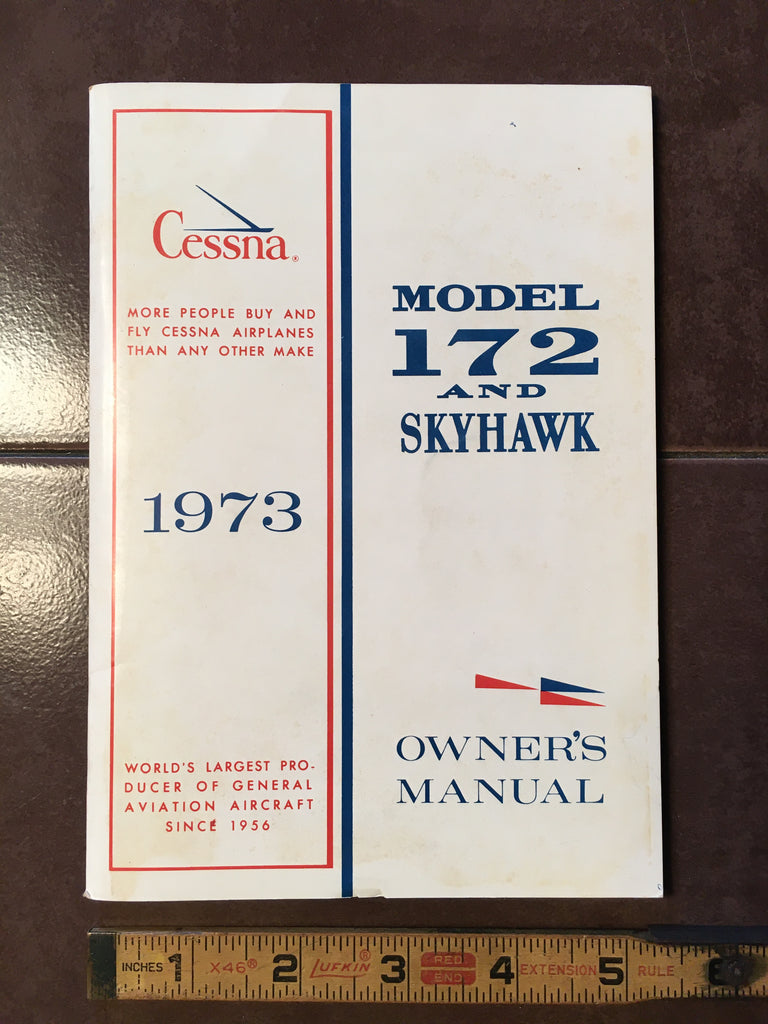 Cessna®
MORE PEOPLE BUY AND
FLY CESSNA AIRPLANES
THAN ANY OTHER MAKE
1973
WORLD'S LARGEST PRO-
DUCER OF GENERAL
AVIATION AIRCRAFT
SINCE 1956
MODEL
172
AND
SKYHAWK
OWNER'S
MANUAL
INCHES 1 X46® 2 LUFKIN® 3 RED END 4 EXTENSION 5 RULE 6